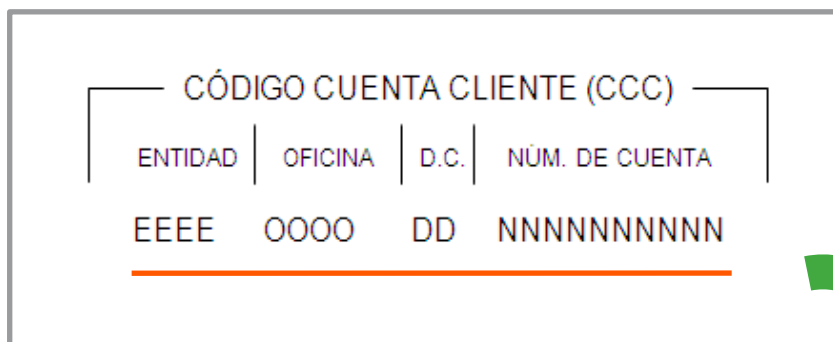 CÓDIGO CUENTA CLIENTE (CCC)
ENTIDAD OFICINA D.C. NÚM. DE CUENTA
EEEE OOOO DD NNNNNNNNNN